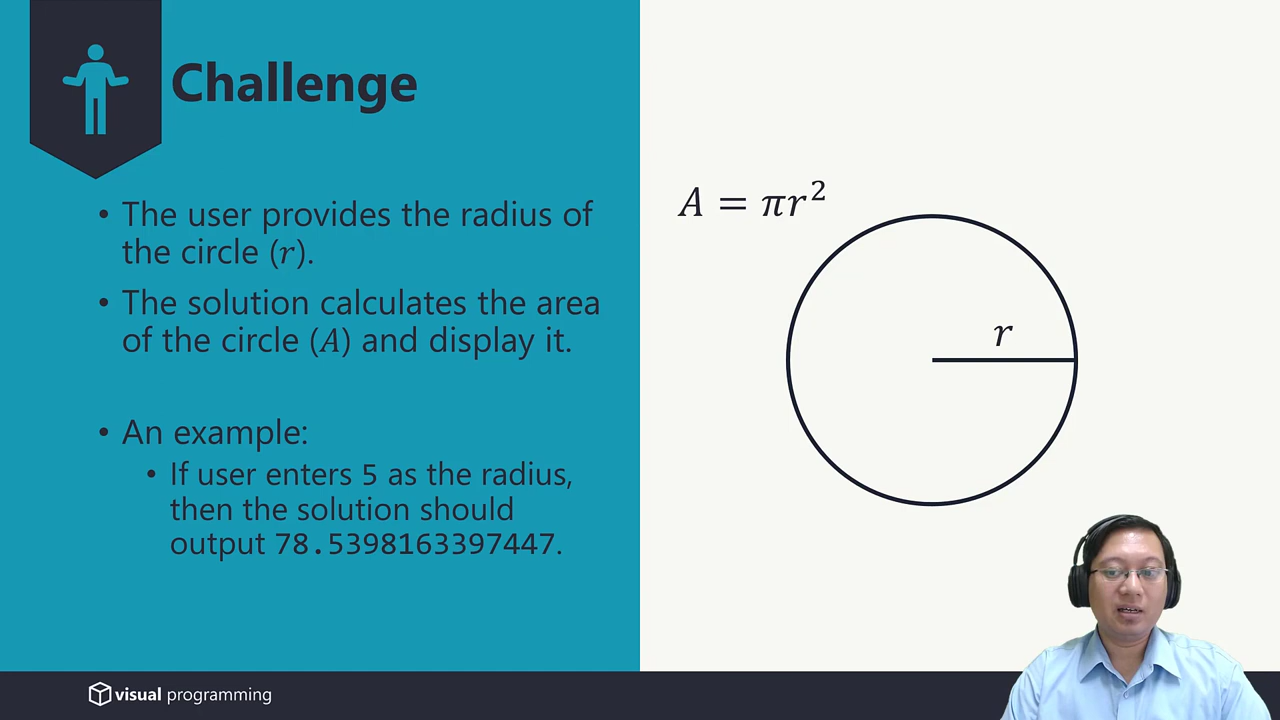 Challenge
• The user provides the radius of
the circle (r).
• The solution calculates the area
of the circle (A) and display it.
• An example:
• If user enters 5 as the radius,
then the solution should
output 78.5398163397447.
A = πr²
r
visual programming